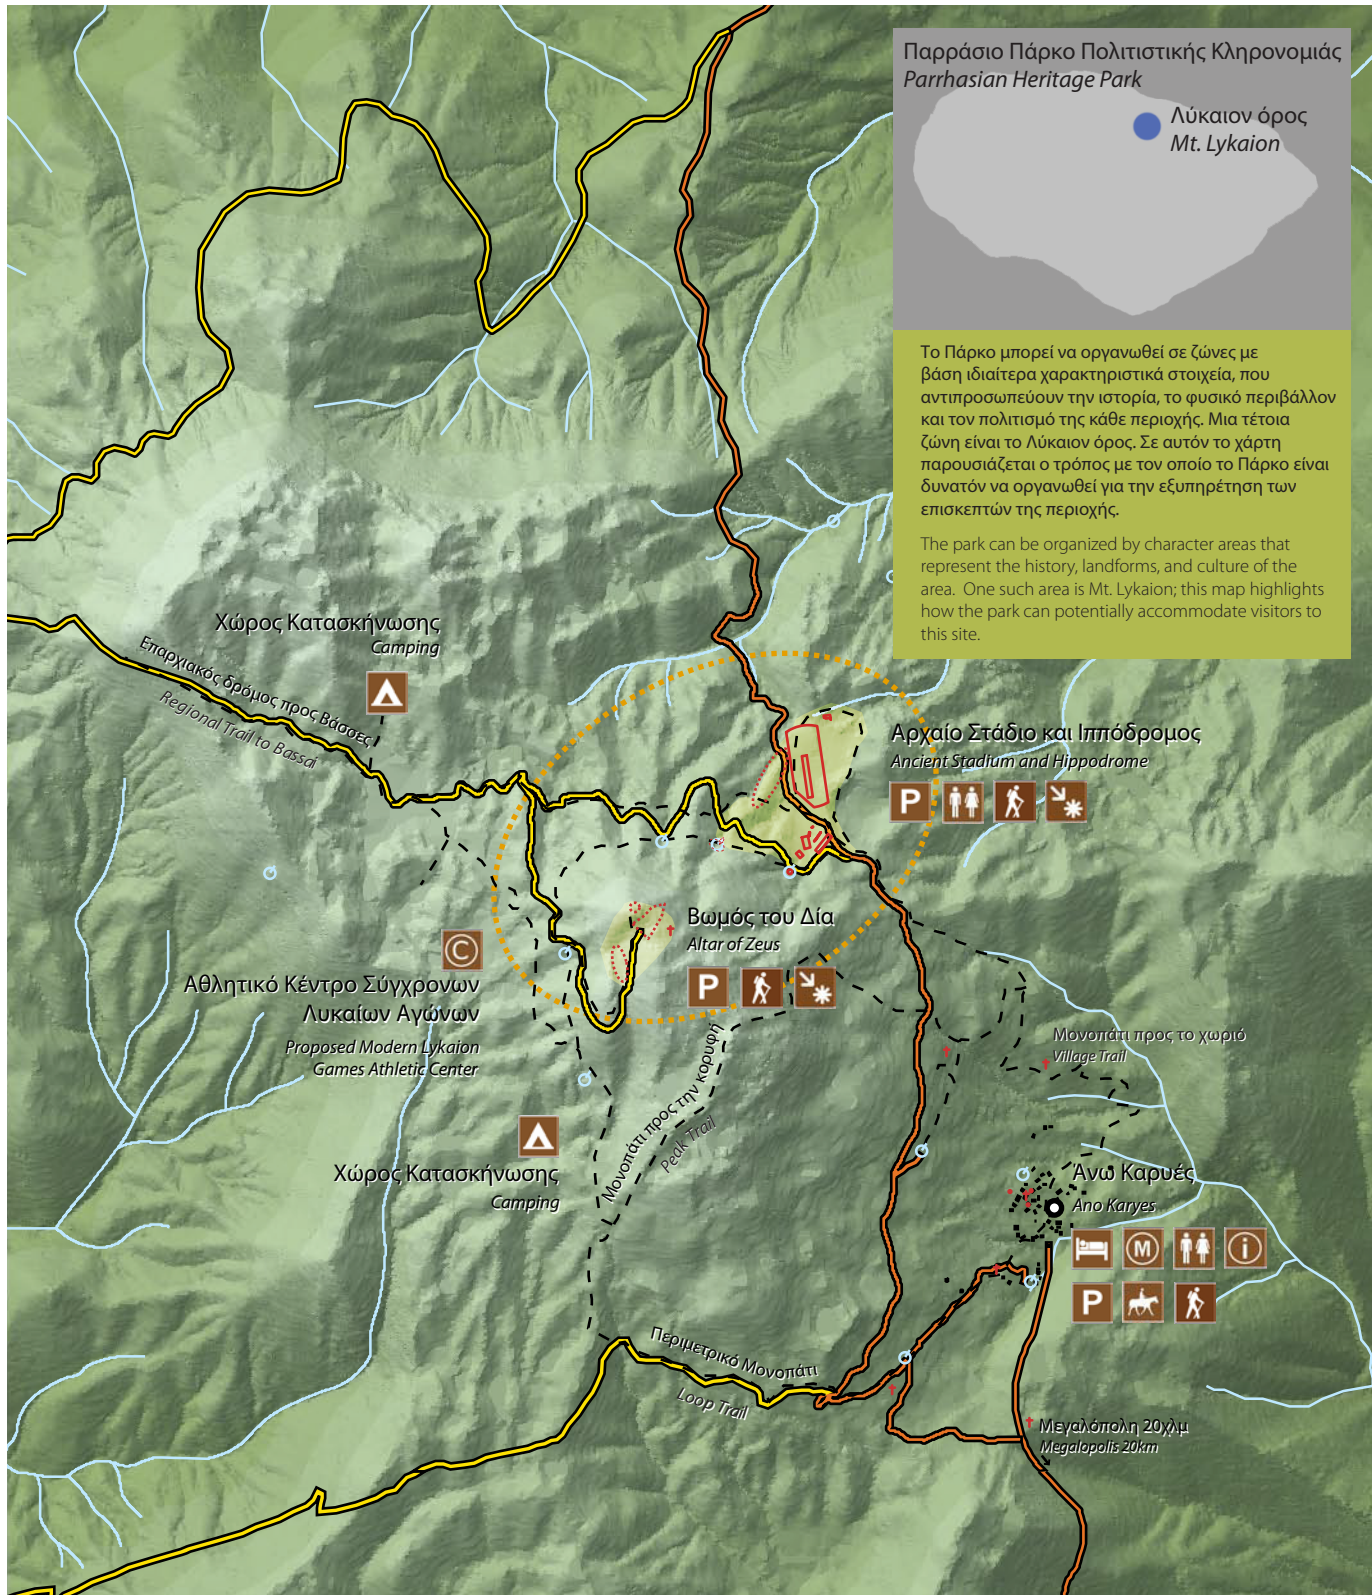 Παρράσιο Πάρκο Πολιτιστικής Κληρονομιάς
Parrhasian Heritage Park
Λύκαιον όρος
Mt. Lykaion
Το Πάρκο μπορεί να οργανωθεί σε ζώνες με
βάση ιδιαίτερα χαρακτηριστικά στοιχεία, που
αντιπροσωπεύουν την ιστορία, το φυσικό περιβάλλον
και τον πολιτισμό της κάθε περιοχής. Μια τέτοια
ζώνη είναι το Λύκαιον όρος. Σε αυτόν το χάρτη
παρουσιάζεται ο τρόπος με τον οποίο το Πάρκο είναι
δυνατόν να οργανωθεί για την εξυπηρέτηση των
επισκεπτών της περιοχής.
The park can be organized by character areas that
represent the history, landforms, and culture of the
area. One such area is Mt. Lykaion; this map highlights
how the park can potentially accommodate visitors to
this site.
Χώρος Κατασκήνωσης
Camping
Επαρχιακός δρόμος προς Βάσσες
Regional Trail to Bassai
Αρχαίο Στάδιο και Ιππόδρομος
Ancient Stadium and Hippodrome
P
Βωμός του Δία
Altar of Zeus
P
C
Αθλητικό Κέντρο Σύγχρονων
Λυκαίων Αγώνων
Proposed Modern Lykaion
Games Athletic Center
Μονοπάτι προς το χωριό
Village Trail
Μονοπάτι προς την κορυφή
Peak Trail
Χώρος Κατασκήνωσης
Camping
Άνω Καρυές
Ano Karyes
M
i
P
Περιμετρικό Μονοπάτι
Loop Trail
Μεγαλόπολη 20χλμ
Megalopolis 20km